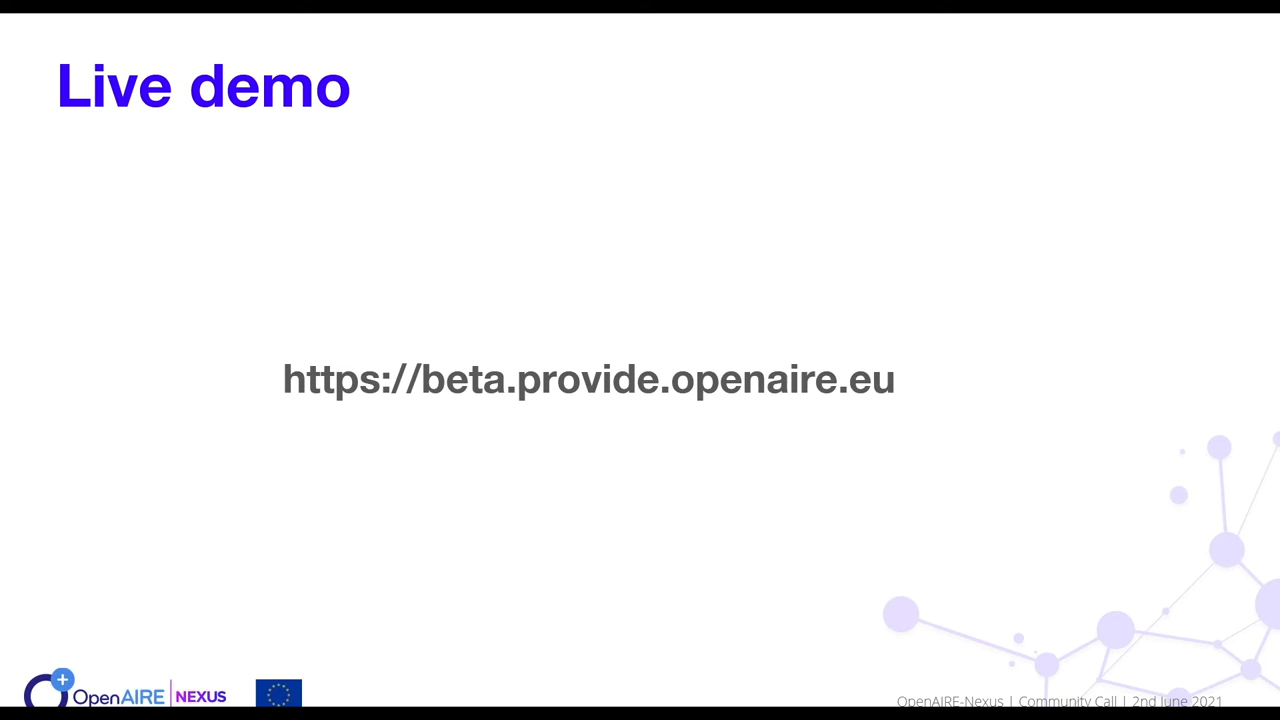 Live demo
https://beta.provide.openaire.eu
OpenAIRE | NEXUS
OpenAIRE-Nexus | Community Call | 2nd June 2021